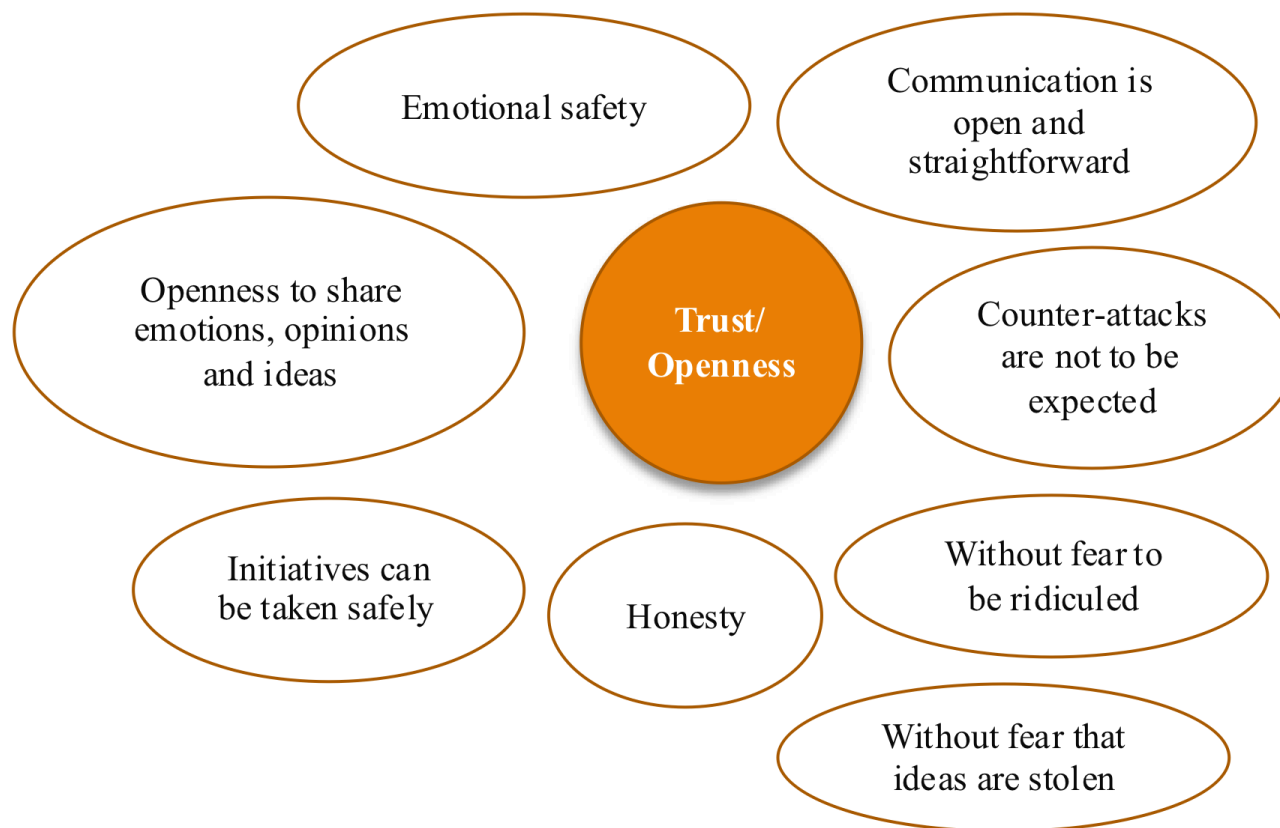 Emotional safety
Communication is
open and
straightforward
Openness to share
emotions, opinions
and ideas
Trust/
Openness
Counter-attacks
are not to be
expected
Initiatives can
be taken safely
Honesty
Without fear to
be ridiculed
Without fear that
ideas are stolen